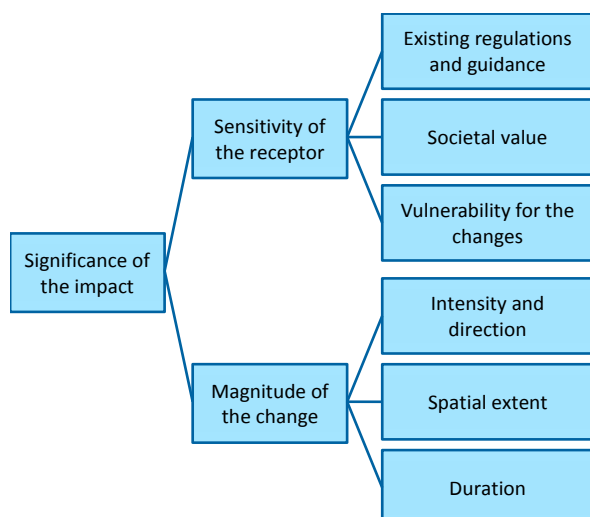 Existing regulations
and guidance
Sensitivity of
the receptor
Societal value
Vulnerability for the
changes
Significance of
the impact
Intensity and
direction
Magnitude of
the change
Spatial extent
Duration